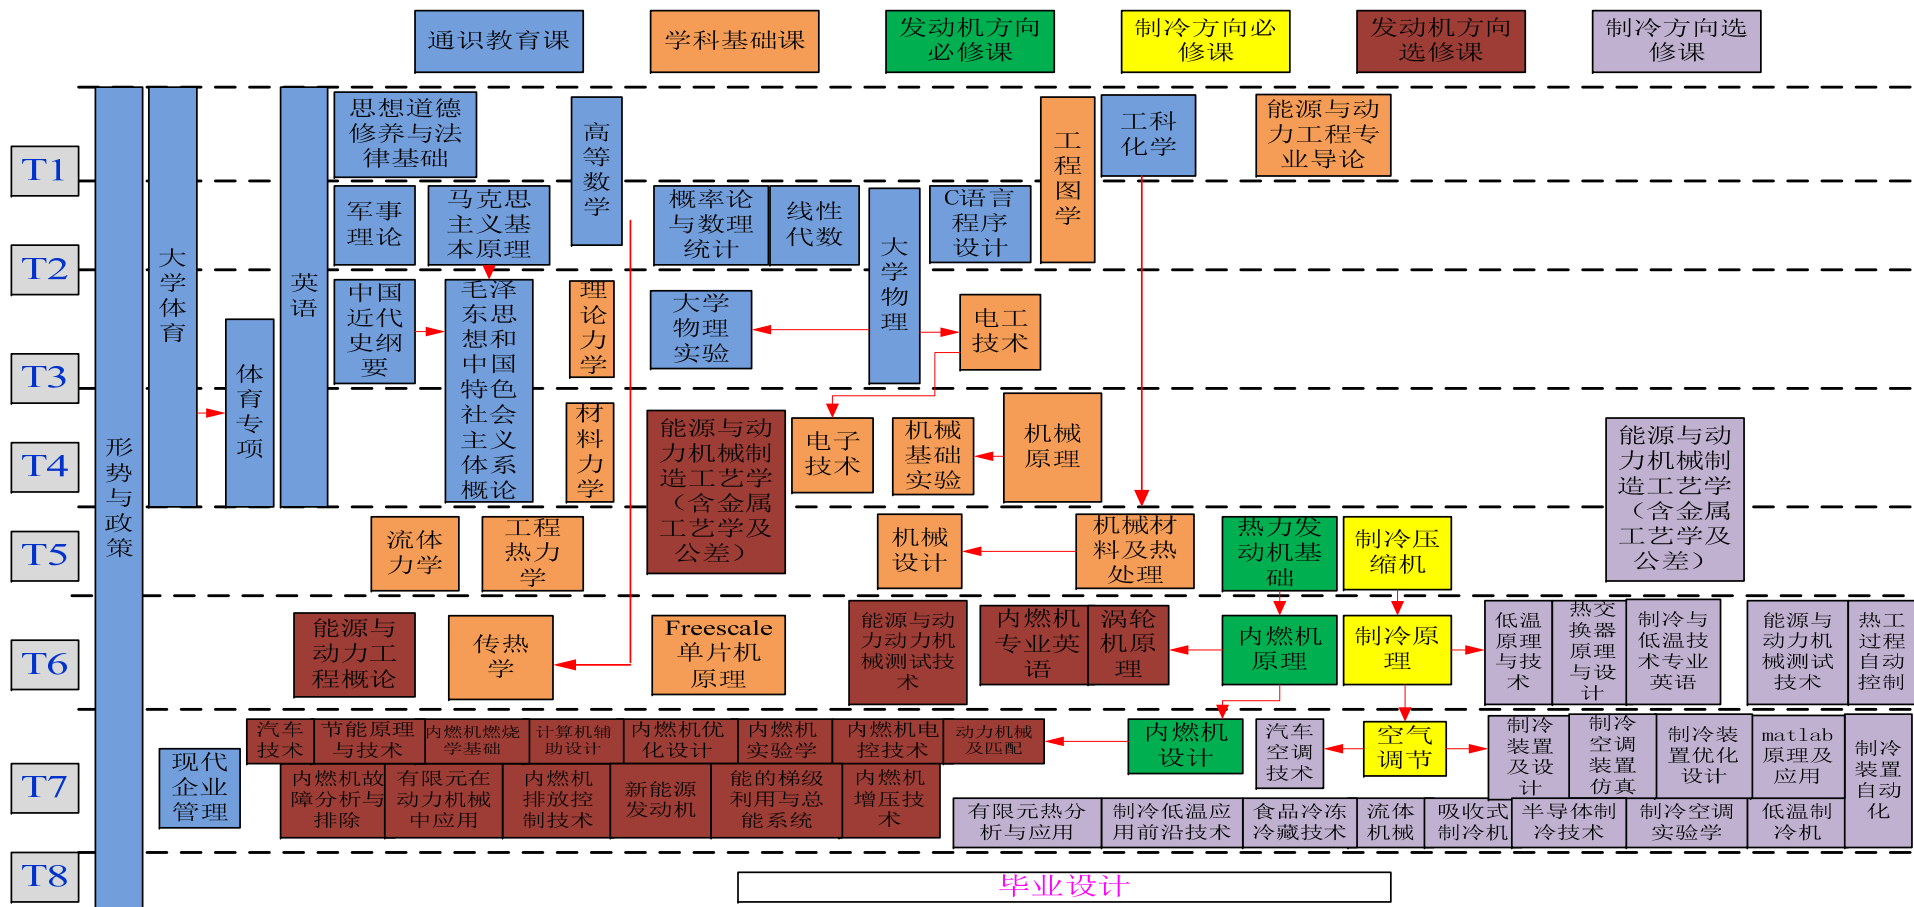 通识教育课
学科基础课
发动机方向
必修课
制冷方向必
修课
发动机方向
选修课
制冷方向选
修课
T1
思想道德
修养与法
律基础
高
等
数
学
工
程
图
学
工科
化学
能源与动
力工程专
业导论
T2
军事
理论
马克思
主义基
本原理
概率论
与数理
统计
线性
代数
大
学
物
理
C语言
程序
设计
大
学
体
育
英
语
T3
中国
近代
史纲
要
毛泽
东思
想和
中国
特色
社会
主义
体系
概论
理
论
力
学
大学
物理
实验
电工
技术
体
育
专
项
T4
形
势
与
政
策
材
料
力
学
能源与动
力机械制
造工艺学
（含金属
工艺学及
公差）
电子
技术
机械
基础
实验
机械
原理
能源与动
力机械制
造工艺学
（含金属
工艺学及
公差）
T5
流体
力学
工程
热力
学
机械
设计
机械材
料及热
处理
热力发
动机基
础
制冷压
缩机
T6
能源与
动力工
程概论
传热
学
Freescale
单片机
原理
能源与动
力动力机
械测试技
术
内燃机
专业英
语
涡轮
机原
理
内燃机
原理
制冷原
理
低温
原理
与技
术
热交
换器
原理
与设
计
制冷与
低温技
术专业
英语
能源与
动力机
械测试
技术
热工
过程
自动
控制
T7
现代
企业
管理
汽车
技术
节能原理
与技术
内燃机燃烧
学基础
计算机辅
助设计
内燃机优
化设计
内燃机
实验学
内燃机电
控技术
动力机械
及匹配
内燃机
设计
汽车
空调
技术
空气
调节
制冷
装置
及设
计
制冷
空调
装置
仿真
制冷装
置优化
设计
matlab
原理及
应用
制冷
装置
自动
化
内燃机故
障分析与
排除
有限元在
动力机械
中应用
内燃机
排放控
制技术
新能源
发动机
能的梯级
利用与总
能系统
内燃机
增压技
术
有限元热分
析与应用
制冷低温应
用前沿技术
食品冷冻
冷藏技术
流体
机械
吸收式
制冷机
半导体制
冷技术
制冷空调
实验学
低温制
冷机
T8
毕业设计